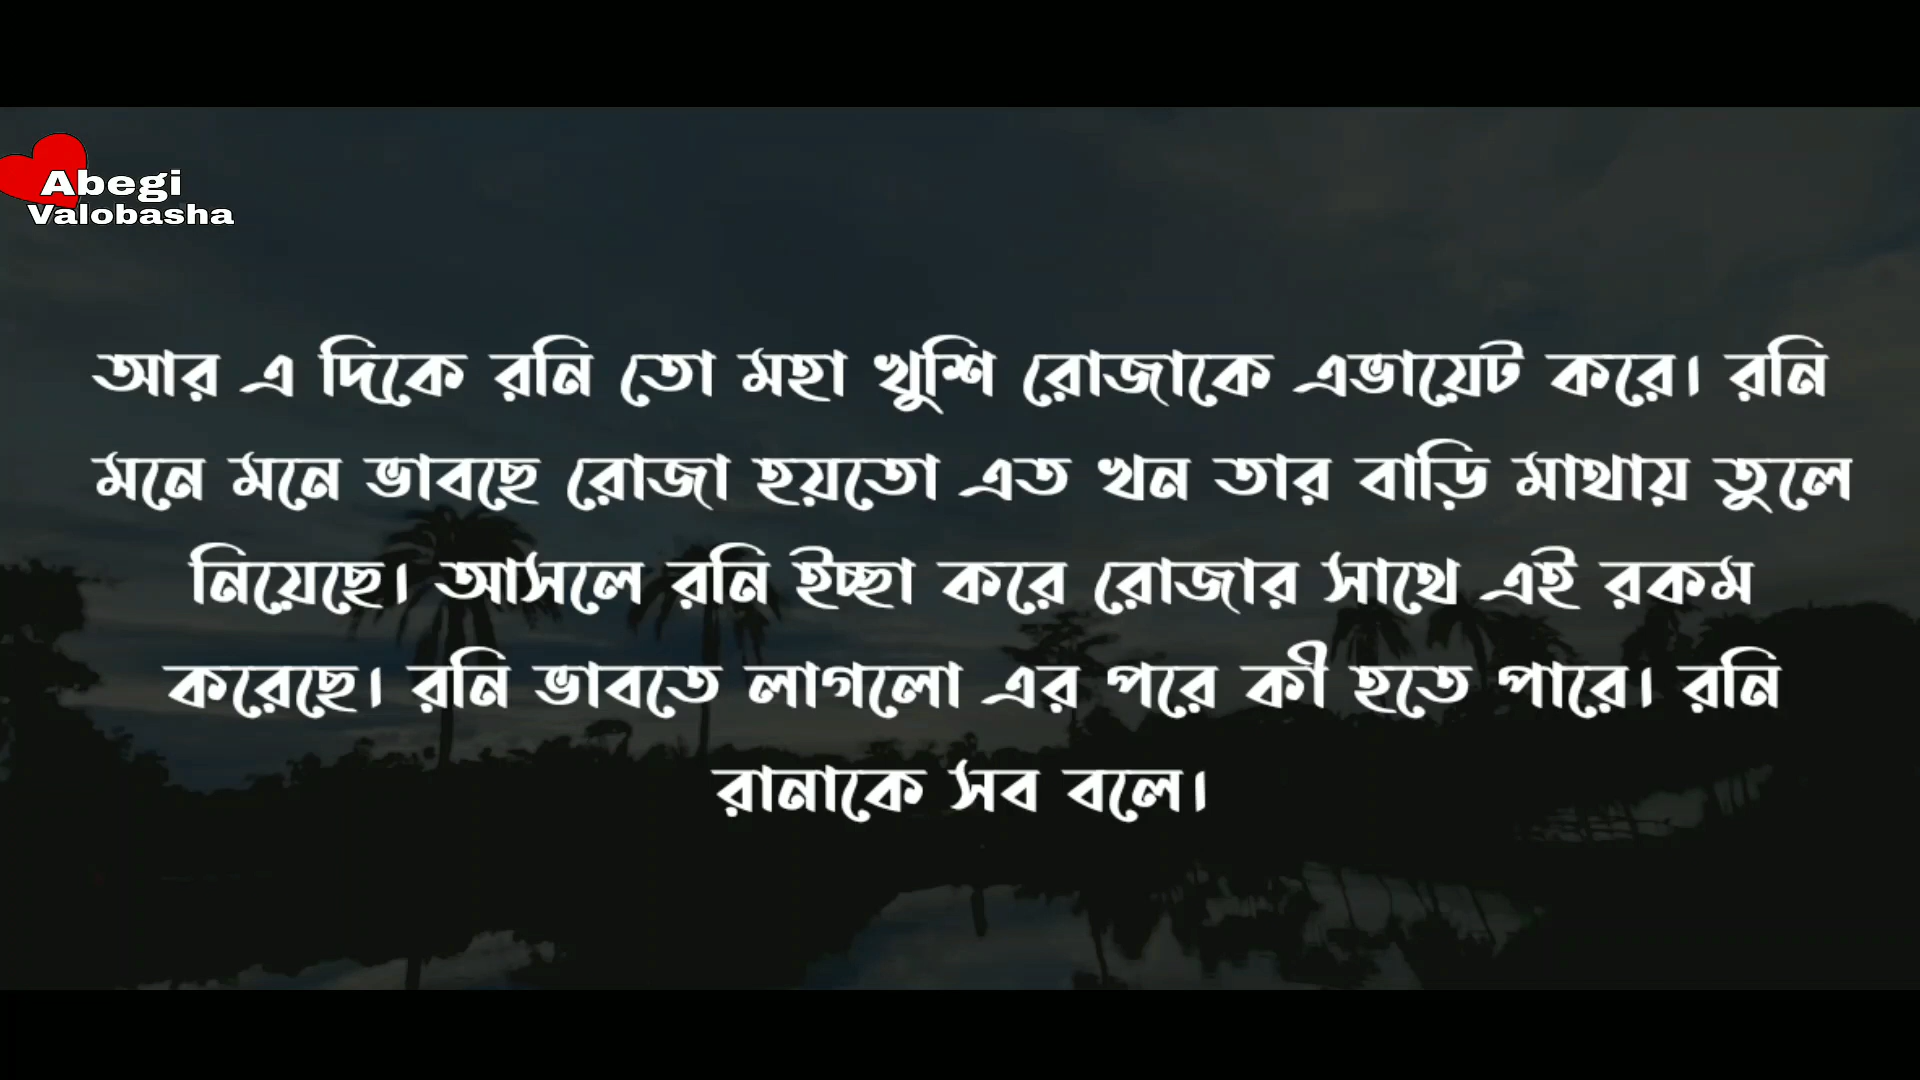 Abegi
Valobasha
আর এ দিকে রনি তো মহা খুশি রোজাকে এভায়েট করে। রনি
মনে মনে ভাবছে রোজা হয়তো এত খন তার বাড়ি মাথায় তুলে
নিয়েছে। আসলে রনি ইচ্ছা করে রোজার সাথে এই রকম
করেছে। রনি ভাবতে লাগলো এর পরে কী হতে পারে। রনি
রানাকে সব বলে।